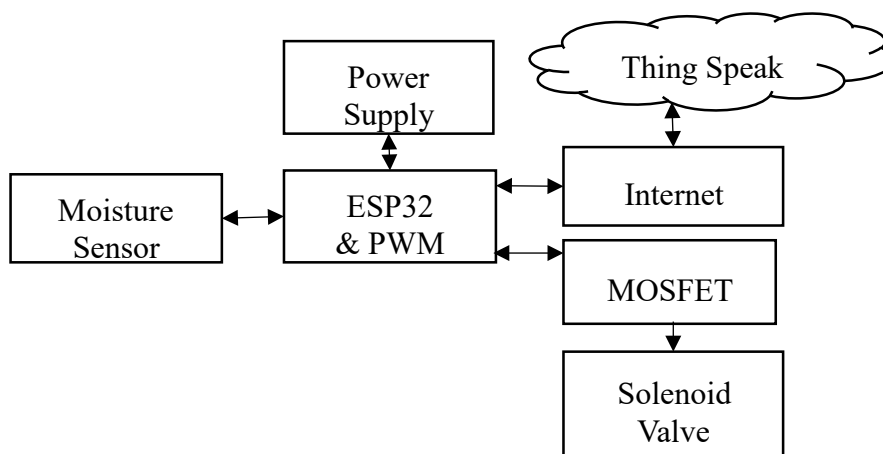 Thing Speak
Power
Supply
Moisture
Sensor
ESP32
& PWM
Internet
MOSFET
Solenoid
Valve